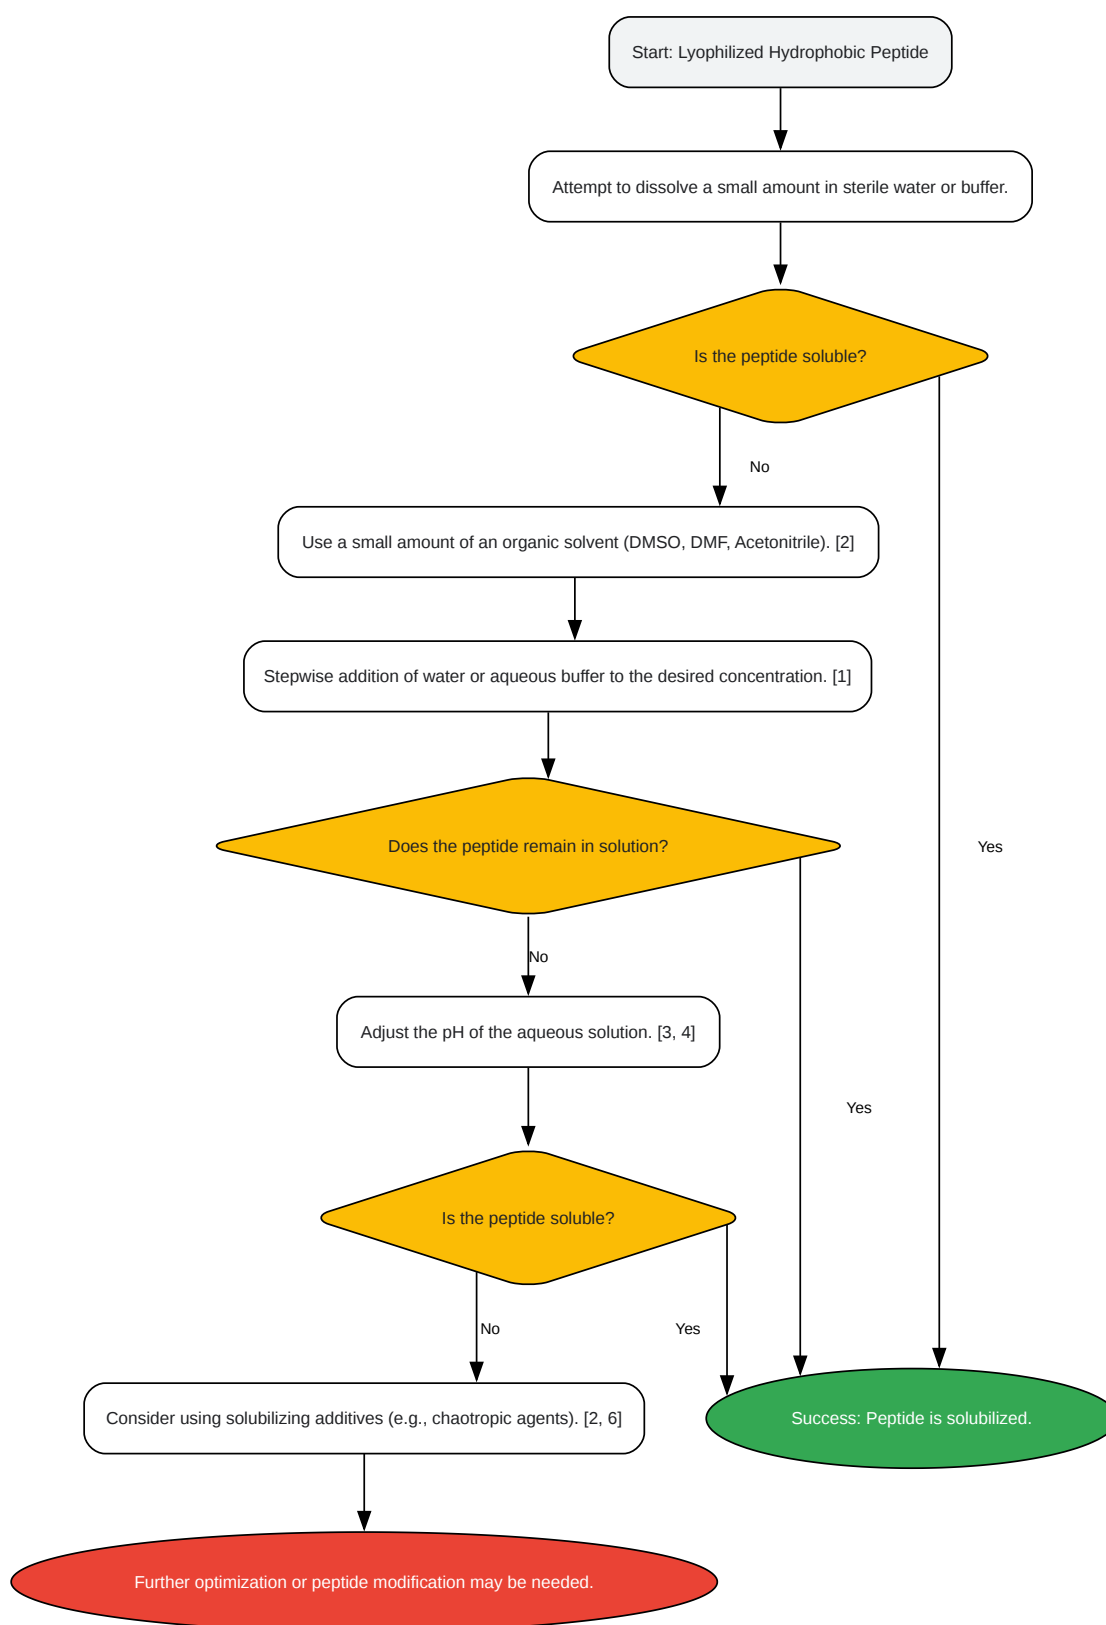 Start: Lyophilized Hydrophobic Peptide
Attempt to dissolve a small amount in sterile water or buffer.
Is the peptide soluble?
No
Use a small amount of an organic solvent (DMSO, DMF, Acetonitrile). [2]
Stepwise addition of water or aqueous buffer to the desired concentration. [1]
Does the peptide remain in solution?
Yes
No
Adjust the pH of the aqueous solution. [3, 4]
Yes
Is the peptide soluble?
No
Yes
Consider using solubilizing additives (e.g., chaotropic agents). [2, 6]
Success: Peptide is solubilized.
Further optimization or peptide modification may be needed.